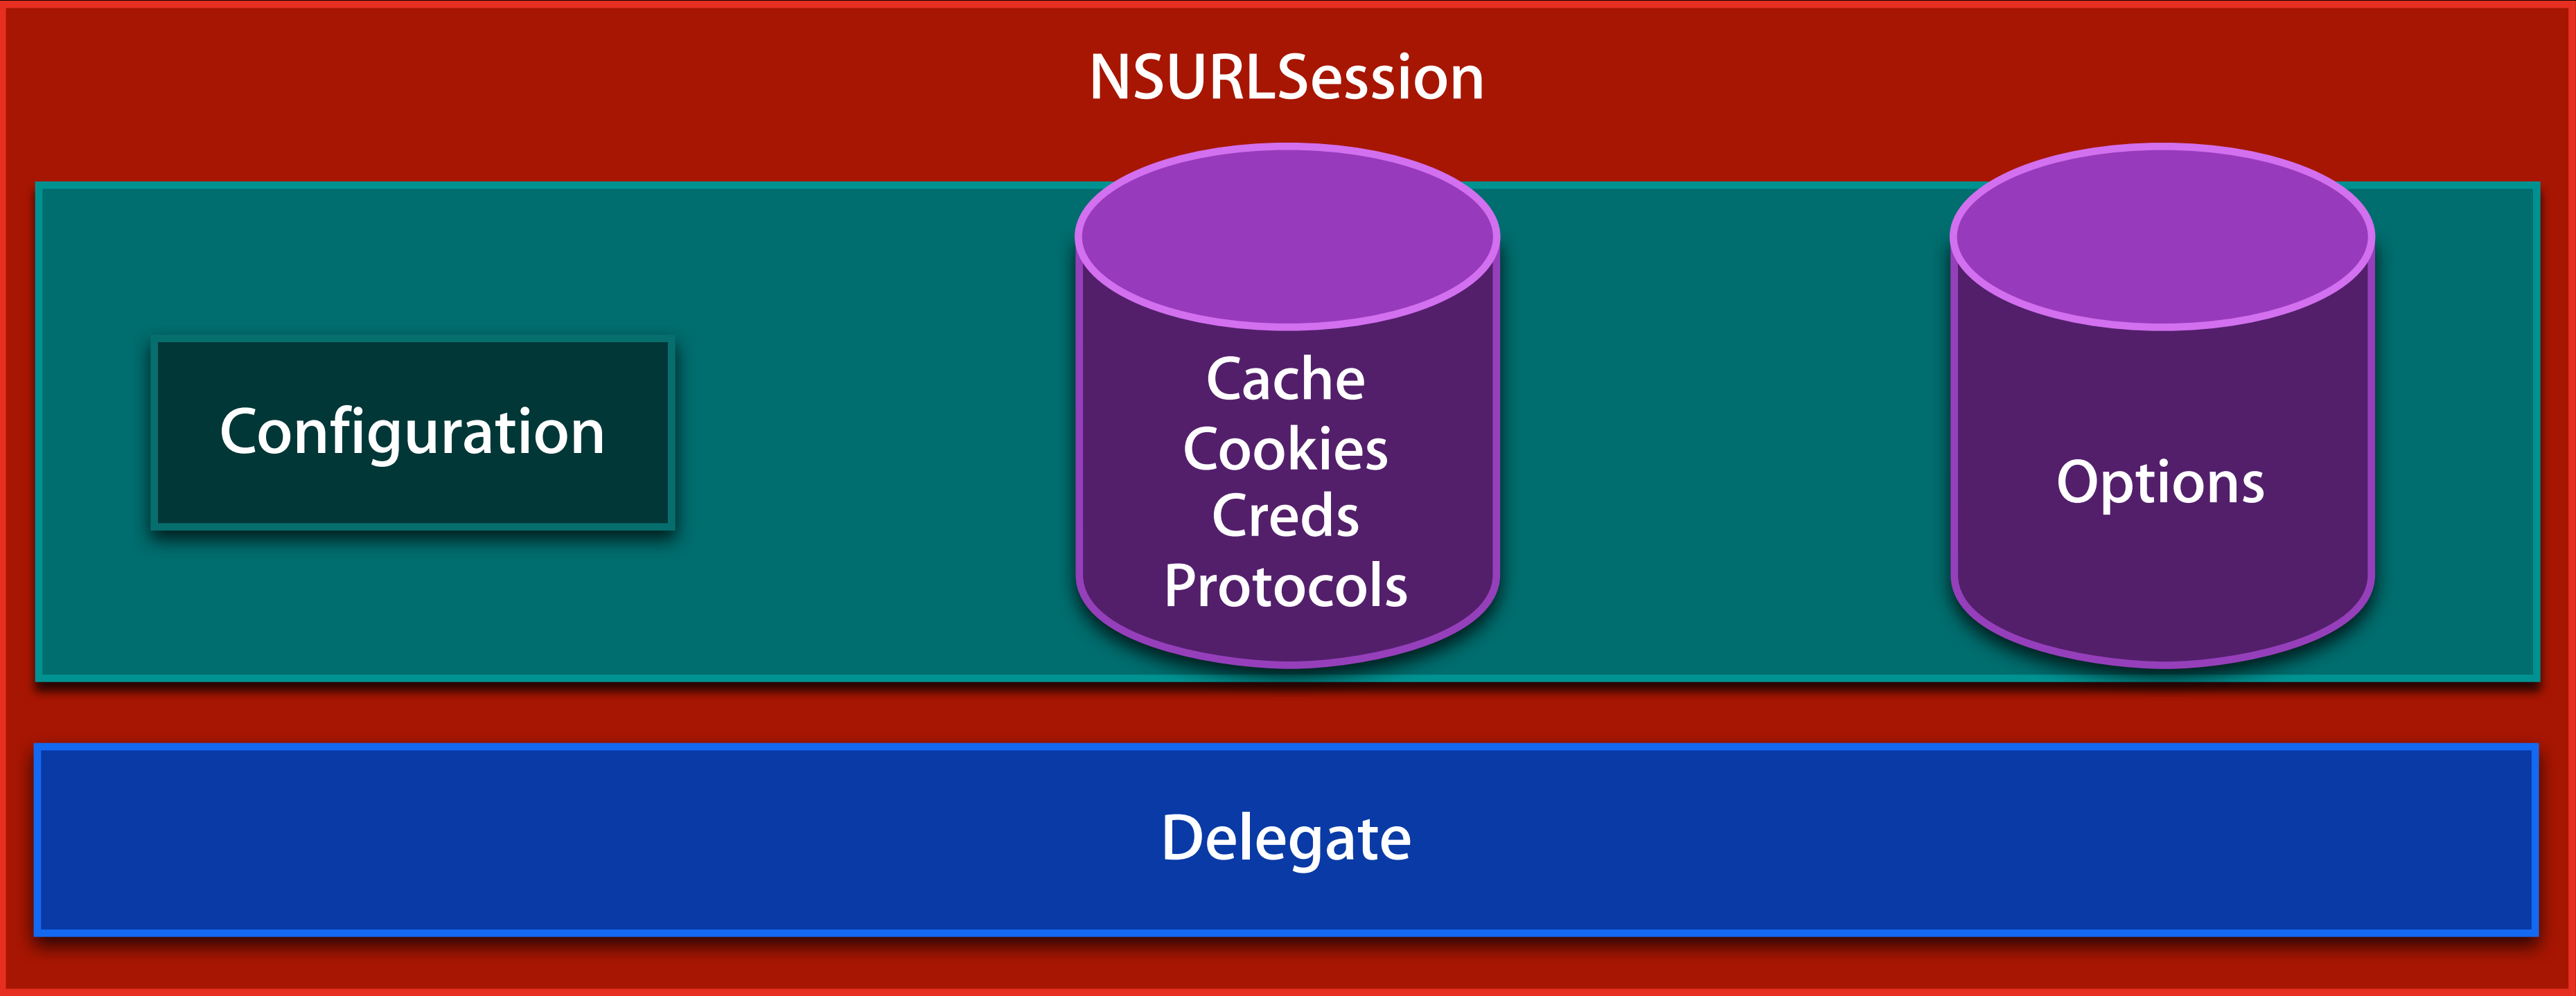 NSURLSession
Configuration
Cache
Cookies
Creds
Protocols
Options
Delegate